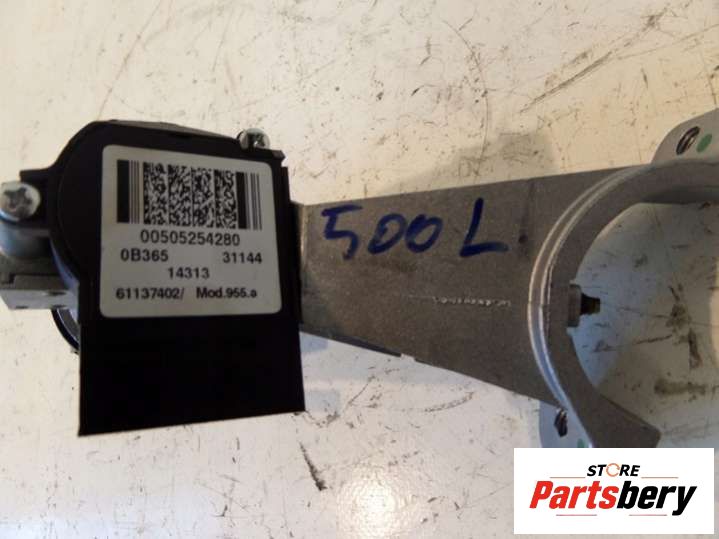 00505254280
0B365 31144
14313
61137402/ Mod.955.a
500L
STORE
Partsbery